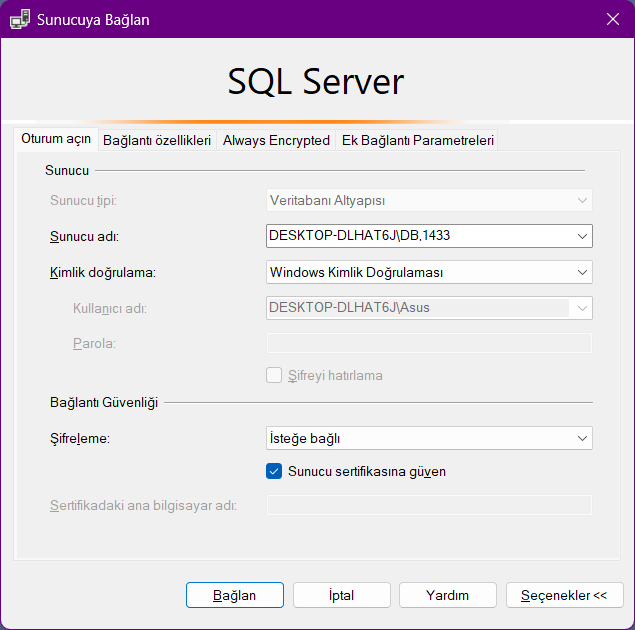 Sunucuya Bağlan
SQL Server
Oturum açın Bağlantı özellikleri Always Encrypted Ek Bağlantı Parametreleri
Sunucu
Sunucu tipi: Veritabanı Altyapısı
Sunucu adı: DESKTOP-DLHAT6J\DB,1433
Kimlik doğrulama: Windows Kimlik Doğrulaması
Kullanıcı adı: DESKTOP-DLHAT6J\Asus
Parola:
Şifreyi hatırlama
Bağlantı Güvenliği
Şifreleme: İsteğe bağlı
Sunucu sertifikasına güven
Sertifikadaki ana bilgisayar adı:
Bağlan İptal Yardım Seçenekler <<